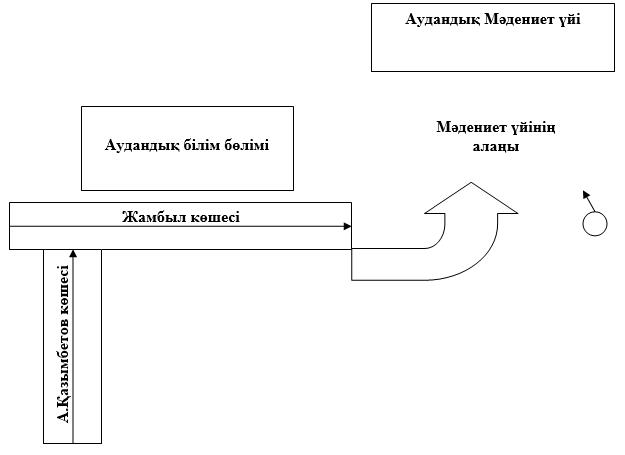 Аудандық Мәдениет үйі
Мәдениет үйінің
алаңы
Аудандық білім бөлімі
Жамбыл көшесі
А.Қазымбетов көшесі